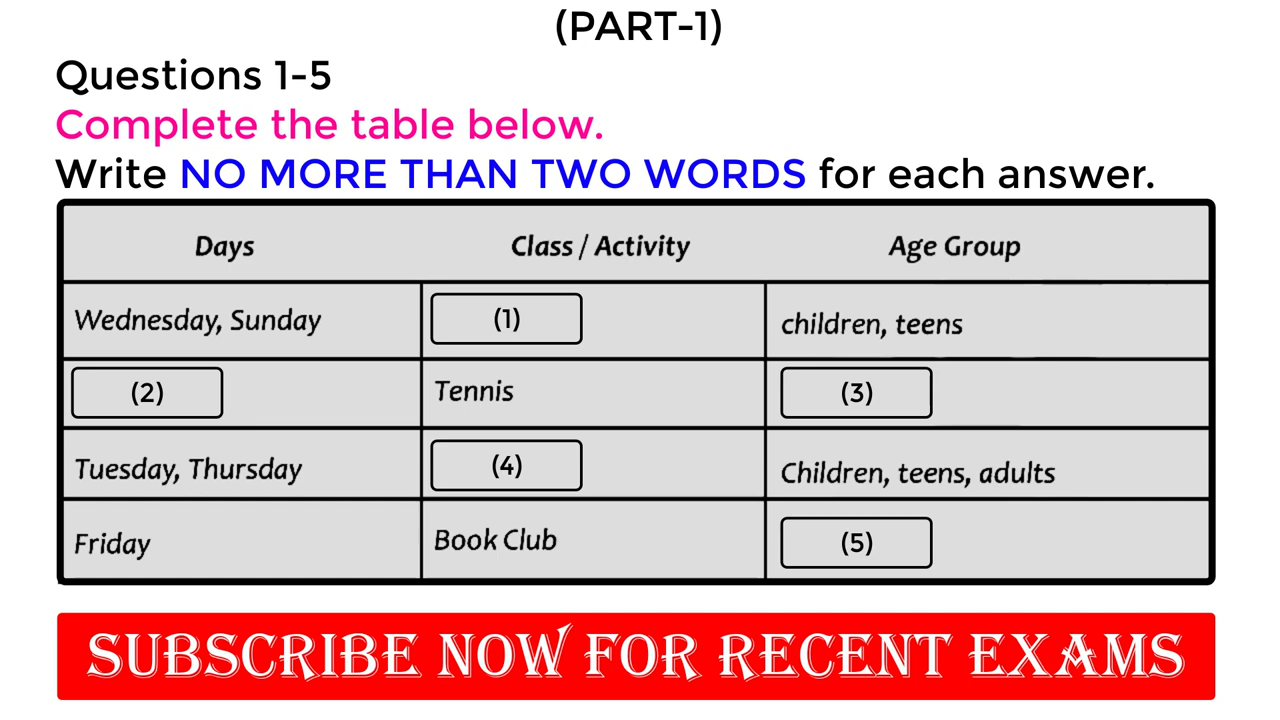 (PART-1)
Questions 1-5
Complete the table below.
Write NO MORE THAN TWO WORDS for each answer.
Days Class / Activity Age Group
Wednesday, Sunday (1) children, teens
(2) Tennis (3)
Tuesday, Thursday (4) Children, teens, adults
Friday Book Club (5)
SUBSCRIBE NOW FOR RECENT EXAMS